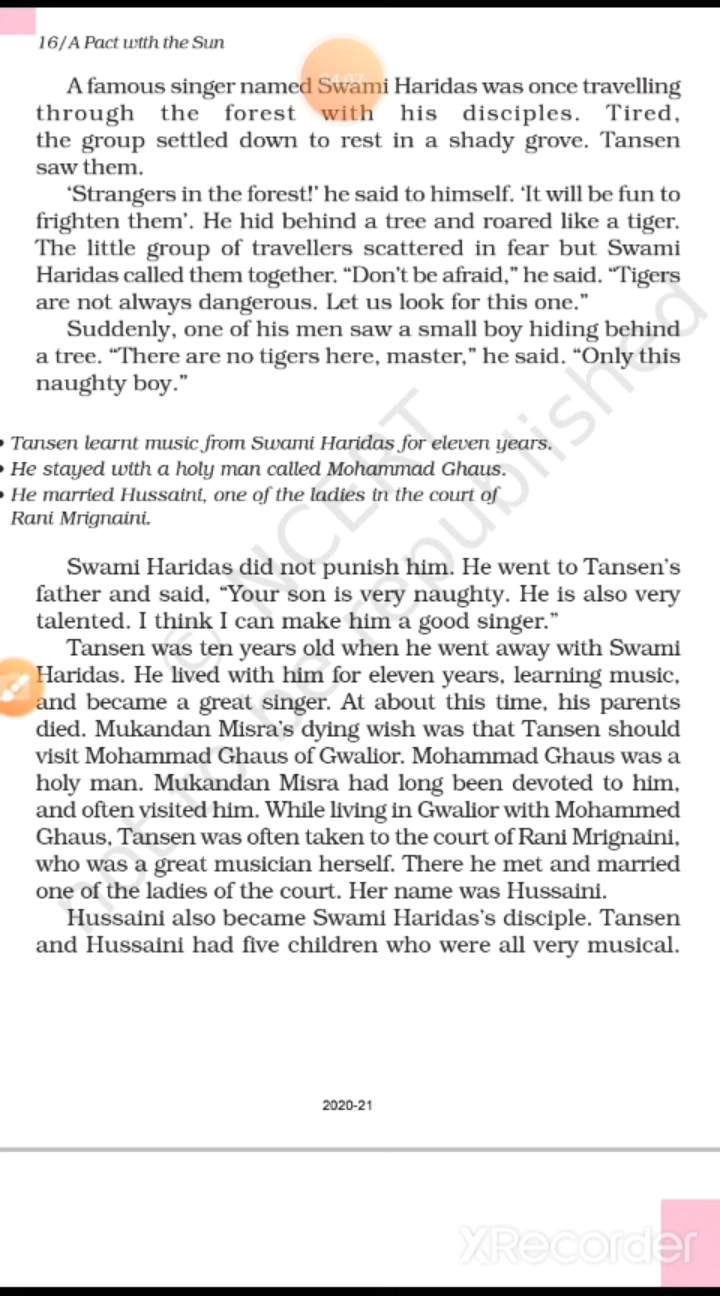 16/A Pact with the Sun
04:07
A famous singer named Swami Haridas was once travelling
through the forest with his disciples. Tired,
the group settled down to rest in a shady grove. Tansen
saw them.
‘Strangers in the forest!’ he said to himself. ‘It will be fun to
frighten them’. He hid behind a tree and roared like a tiger.
The little group of travellers scattered in fear but Swami
Haridas called them together. “Don’t be afraid,” he said. “Tigers
are not always dangerous. Let us look for this one.”
Suddenly, one of his men saw a small boy hiding behind
a tree. “There are no tigers here, master,” he said. “Only this
naughty boy.”
• Tansen learnt music from Swami Haridas for eleven years.
• He stayed with a holy man called Mohammad Ghaus.
• He married Hussaini, one of the ladies in the court of
Rani Mrignaini.
Swami Haridas did not punish him. He went to Tansen’s
father and said, “Your son is very naughty. He is also very
talented. I think I can make him a good singer.”
Tansen was ten years old when he went away with Swami
Haridas. He lived with him for eleven years, learning music,
and became a great singer. At about this time, his parents
died. Mukandan Misra’s dying wish was that Tansen should
visit Mohammad Ghaus of Gwalior. Mohammad Ghaus was a
holy man. Mukandan Misra had long been devoted to him,
and often visited him. While living in Gwalior with Mohammed
Ghaus, Tansen was often taken to the court of Rani Mrignaini,
who was a great musician herself. There he met and married
one of the ladies of the court. Her name was Hussaini.
Hussaini also became Swami Haridas’s disciple. Tansen
and Hussaini had five children who were all very musical.
© NCERT
not to be republished
2020-21
XRecorder